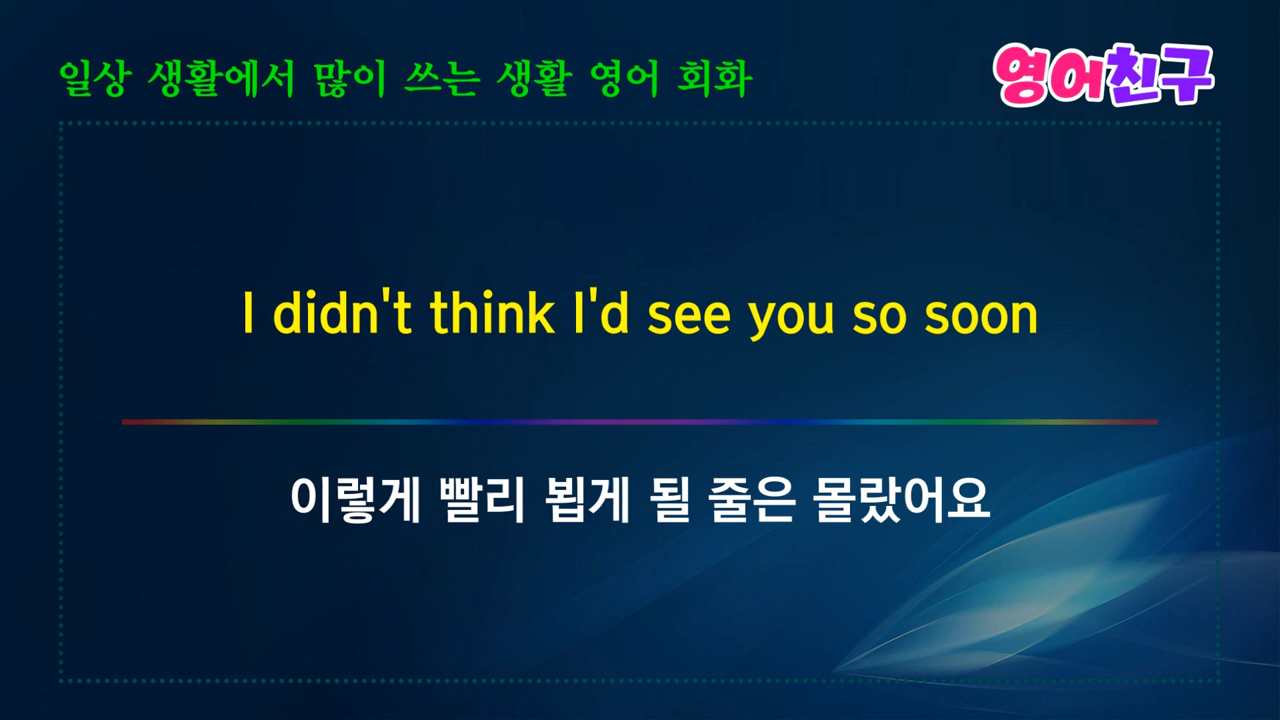 일상 생활에서 많이 쓰는 생활 영어 회화
영어친구
I didn't think I'd see you so soon
이렇게 빨리 뵙게 될 줄은 몰랐어요